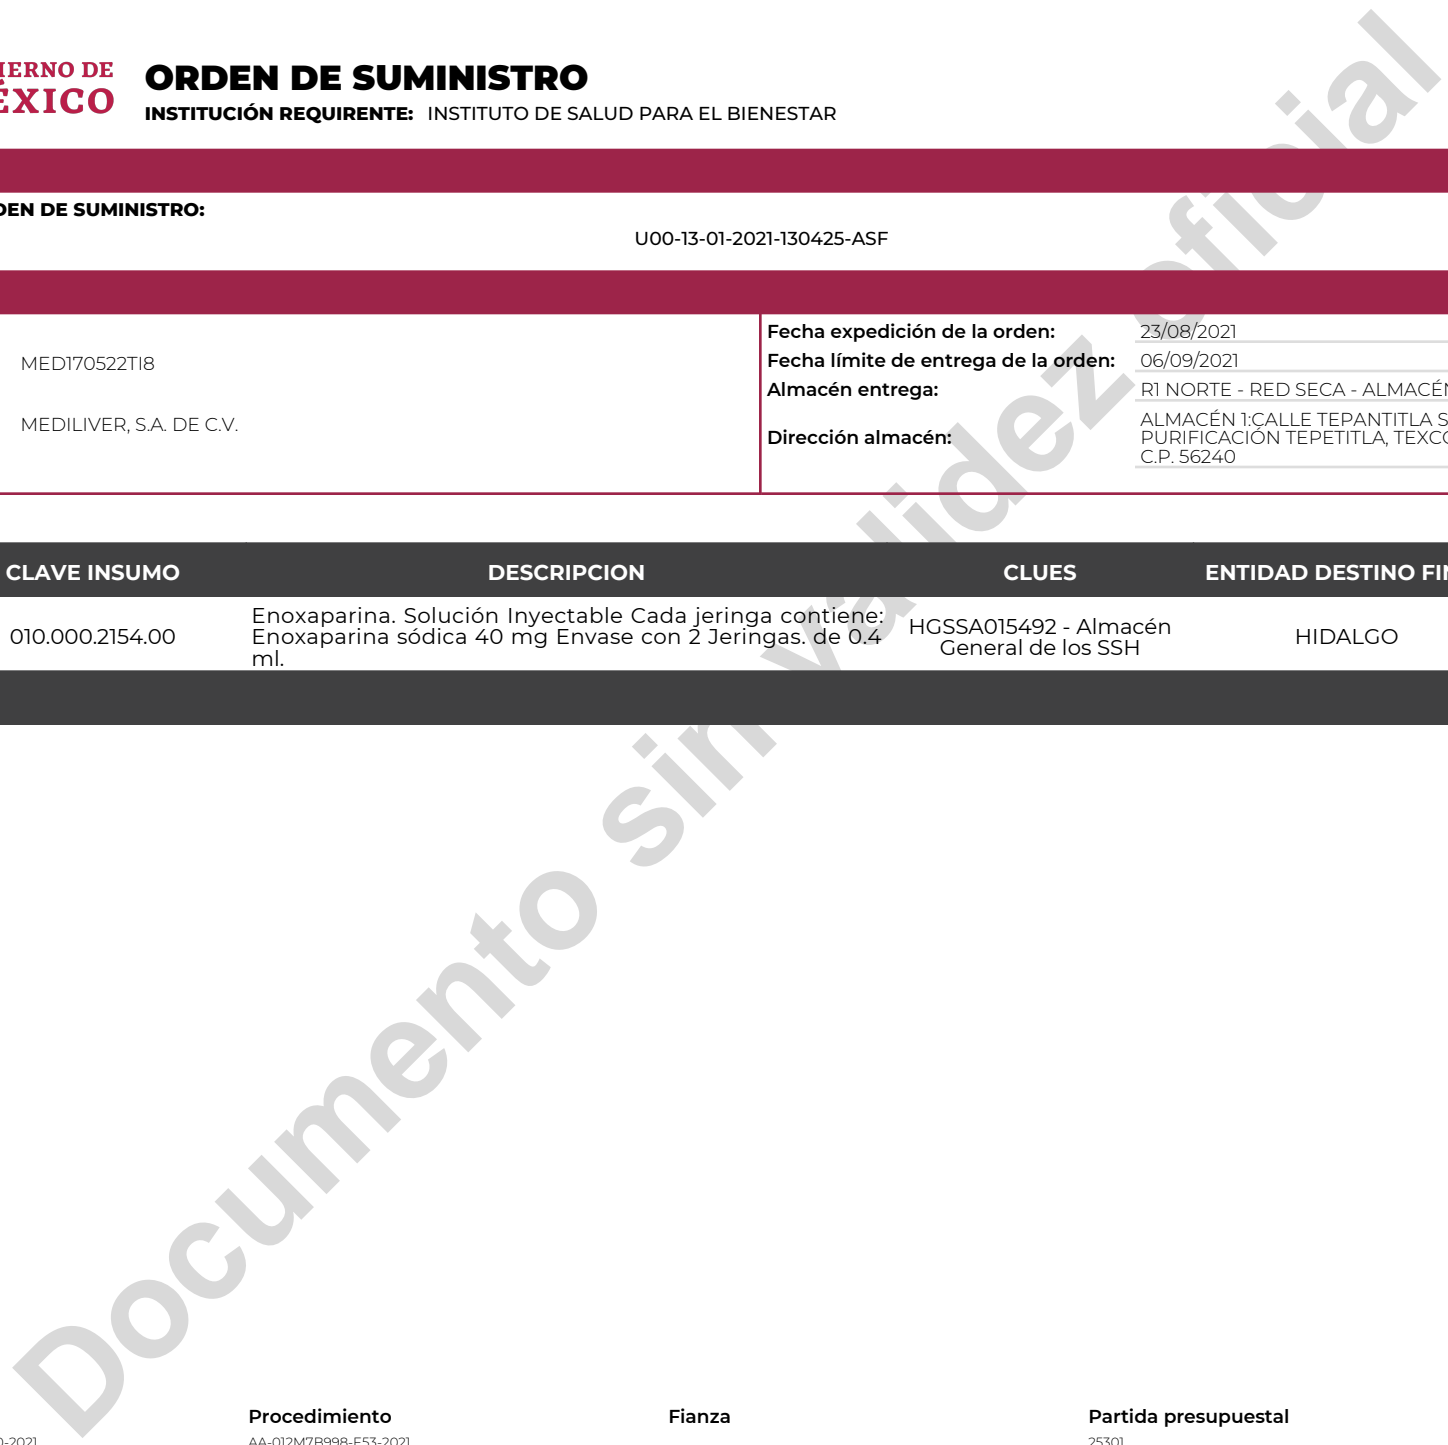 ORDEN DE SUMINISTRO
INSTITUCIÓN REQUIRENTE: INSTITUTO DE SALUD PARA EL BIENESTAR
DE
DE SUMINISTRO:
U00-13-01-2021-130425-ASF
MED170522TI8
MEDILIVER, S.A. DE C.V.
Fecha expedición de la orden: 23/08/2021
Fecha límite de entrega de la orden: 06/09/2021
Almacén entrega: R1 NORTE - RED SECA - ALMACÉN
Dirección almacén:
ALMACÉN 1:CALLE TEPANTITLA
PURIFICACIÓN TEPETITLA,
C.P. 56240
CLAVE INSUMO DESCRIPCION CLUES ENTIDAD DESTINO
010.000.2154.00
Enoxaparina. Solución Inyectable Cada jeringa contiene:
Enoxaparina sódica 40 mg Envase con 2 Jeringas. de 0.4
ml.
HGSSA015492 - Almacén
General de los SSH
HIDALGO
Documento sin validez oficial
Procedimiento Fianza Partida presupuestal
AA-012M7B998-E53-2021 25301